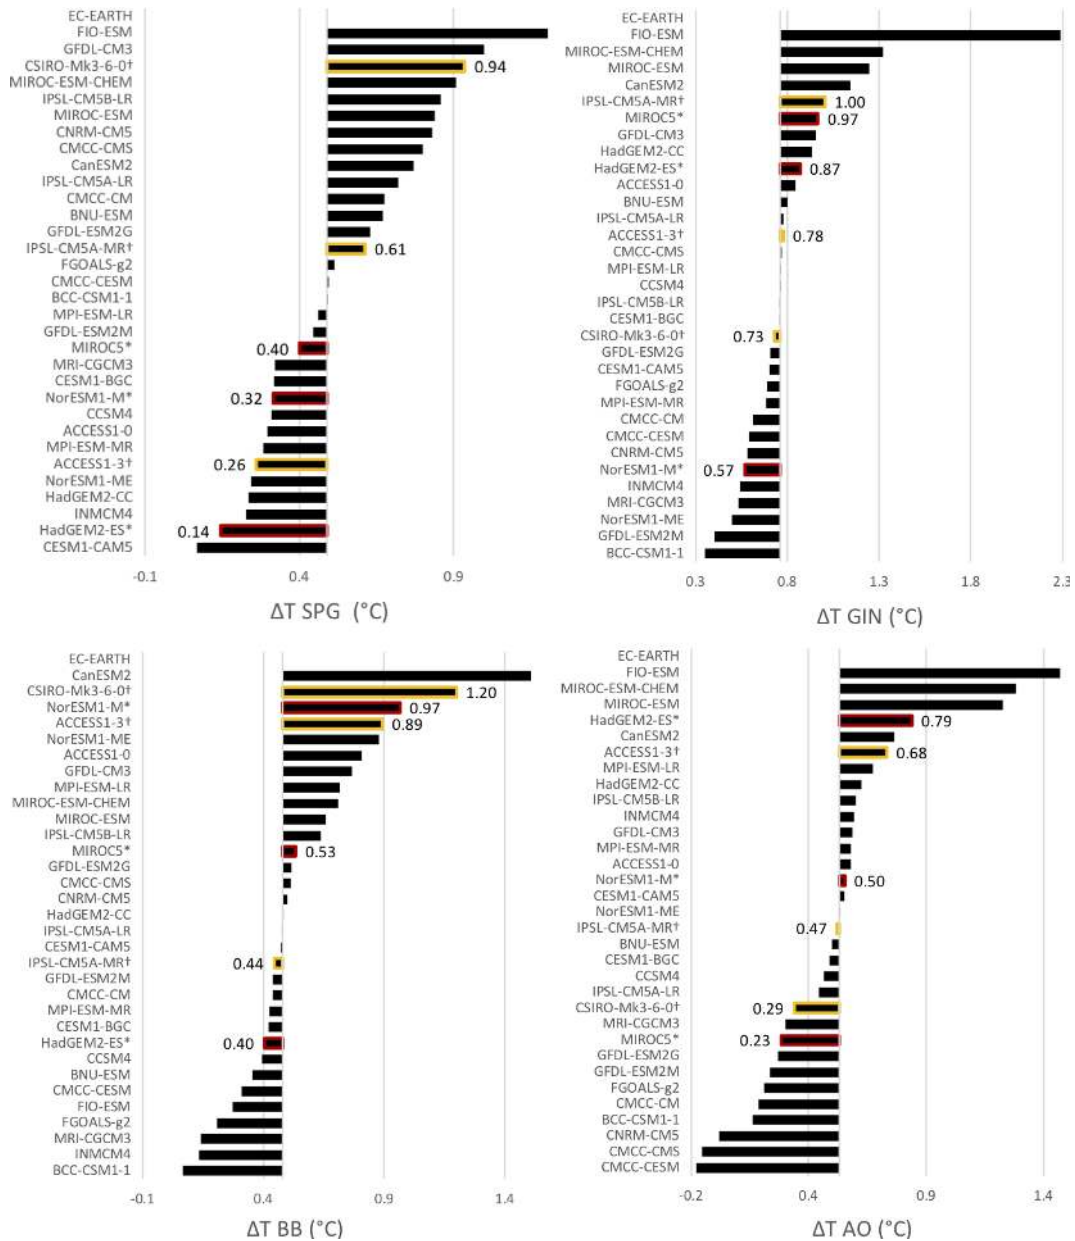 EC-EARTH
FIO-ESM
GFDL-CM3
CSIRO-Mk3-6-0† 0.94
MIROC-ESM-CHEM
IPSL-CM5B-LR
MIROC-ESM
CNRM-CM5
CMCC-CMS
CanESM2
IPSL-CM5A-LR
CMCC-CM
BNU-ESM
GFDL-ESM2G
IPSL-CM5A-MR† 0.61
FGOALS-g2
CMCC-CESM
BCC-CSM1-1
MPI-ESM-LR
GFDL-ESM2M
MIROC5* 0.40
MRI-CGCM3
CESM1-BGC
NorESM1-M* 0.32
CCSM4
ACCESS1-0
MPI-ESM-MR
ACCESS1-3† 0.26
NorESM1-ME
HadGEM2-CC
INMCM4
HadGEM2-ES* 0.14
CESM1-CAM5
-0.1 0.4 0.9
ΔT SPG (°C)
EC-EARTH
FIO-ESM
MIROC-ESM-CHEM
MIROC-ESM
CanESM2
IPSL-CM5A-MR† 1.00
MIROC5* 0.97
GFDL-CM3
HadGEM2-CC
HadGEM2-ES* 0.87
ACCESS1-0
BNU-ESM
IPSL-CM5A-LR
ACCESS1-3† 0.78
CMCC-CMS
MPI-ESM-LR
CCSM4
IPSL-CM5B-LR
CESM1-BGC
CSIRO-Mk3-6-0† 0.73
GFDL-ESM2G
CESM1-CAM5
FGOALS-g2
MPI-ESM-MR
CMCC-CM
CMCC-CESM
CNRM-CM5
NorESM1-M* 0.57
INMCM4
MRI-CGCM3
NorESM1-ME
GFDL-ESM2M
BCC-CSM1-1
0.3 0.8 1.3 1.8 2.3
ΔT GIN (°C)
EC-EARTH
CanESM2
CSIRO-Mk3-6-0† 1.20
NorESM1-M* 0.97
ACCESS1-3† 0.89
NorESM1-ME
ACCESS1-0
GFDL-CM3
MPI-ESM-LR
MIROC-ESM-CHEM
MIROC-ESM
IPSL-CM5B-LR
MIROC5* 0.53
GFDL-ESM2G
CMCC-CMS
CNRM-CM5
HadGEM2-CC
IPSL-CM5A-LR
CESM1-CAM5
IPSL-CM5A-MR† 0.44
GFDL-ESM2M
CMCC-CM
MPI-ESM-MR
CESM1-BGC
HadGEM2-ES* 0.40
CCSM4
BNU-ESM
CMCC-CESM
FIO-ESM
FGOALS-g2
MRI-CGCM3
INMCM4
BCC-CSM1-1
-0.1 0.4 0.9 1.4
ΔT BB (°C)
EC-EARTH
FIO-ESM
MIROC-ESM-CHEM
MIROC-ESM
HadGEM2-ES* 0.79
CanESM2
ACCESS1-3† 0.68
MPI-ESM-LR
HadGEM2-CC
IPSL-CM5B-LR
INMCM4
GFDL-CM3
MPI-ESM-MR
ACCESS1-0
NorESM1-M* 0.50
CESM1-CAM5
NorESM1-ME
IPSL-CM5A-MR† 0.47
BNU-ESM
CESM1-BGC
CCSM4
IPSL-CM5A-LR
CSIRO-Mk3-6-0† 0.29
MRI-CGCM3
MIROC5* 0.23
GFDL-ESM2G
GFDL-ESM2M
FGOALS-g2
CMCC-CM
BCC-CSM1-1
CNRM-CM5
CMCC-CMS
CMCC-CESM
-0.2 0.4 0.9 1.4
ΔT AO (°C)